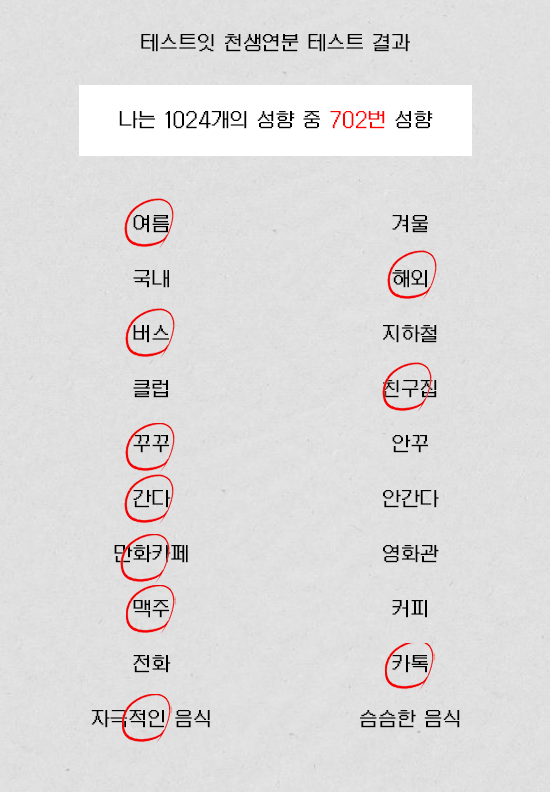 테스트잇 천생연분 테스트 결과
나는 1024개의 성향 중 702번 성향
여름 겨울
국내 해외
버스 지하철
클럽 친구집
꾸꾸 안꾸
간다 안간다
만화카페 영화관
맥주 커피
전화 카톡
자극적인 음식 슴슴한 음식